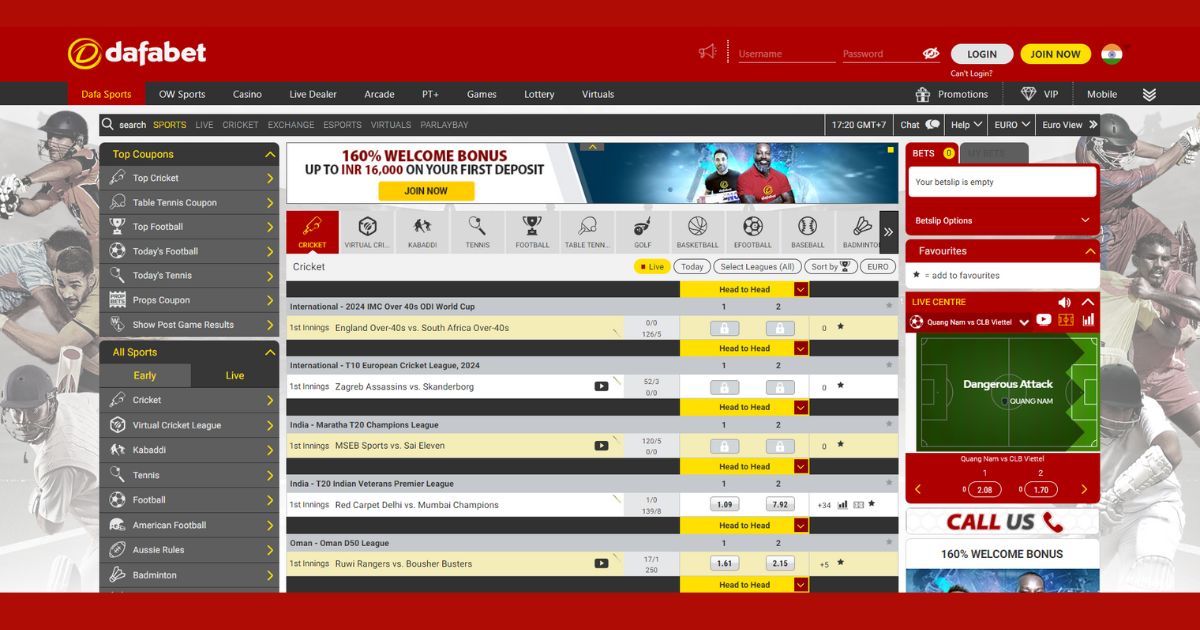 dafabet
Username
Password
LOGIN
JOIN NOW
Can't Login?
Dafa Sports
OW Sports
Casino
Live Dealer
Arcade
PT+
Games
Lottery
Virtuals
Promotions
VIP
Mobile
search
SPORTS
LIVE
CRICKET
EXCHANGE
ESPORTS
VIRTUALS
PARLAYBAY
17:20 GMT+7
Chat
Help
EURO
Euro View
Top Coupons
Top Cricket
Table Tennis Coupon
Top Football
Today's Football
Today's Tennis
PROP BETS
Props Coupon
Show Post Game Results
All Sports
Early
Live
Cricket
Virtual Cricket League
Kabaddi
Tennis
Football
American Football
Aussie Rules
Badminton
160% WELCOME BONUS
UP TO INR 16,000 ON YOUR FIRST DEPOSIT
JOIN NOW
CRICKET
VIRTUAL CRI...
KABADDI
TENNIS
FOOTBALL
TABLE TENN...
GOLF
BASKETBALL
EFOOTBALL
BASEBALL
BADMINTO
Cricket
Live
Today
Select Leagues (All)
Sort by
EURO
Head to Head
International - 2024 IMC Over 40s ODI World Cup 1 2
1st Innings England Over-40s vs. South Africa Over-40s 0/0 0
126/5
Head to Head
International - T10 European Cricket League, 2024 1 2
1st Innings Zagreb Assassins vs. Skanderborg 52/3 0
0/0
Head to Head
India - Maratha T20 Champions League 1 2
1st Innings MSEB Sports vs. Sai Eleven 120/5 0
0/0
Head to Head
India - T20 Indian Veterans Premier League 1 2
1st Innings Red Carpet Delhi vs. Mumbai Champions 1/0 1.09 7.92 +34
139/8
Head to Head
Oman - Oman D50 League 1 2
1st Innings Ruwi Rangers vs. Bousher Busters 17/1 1.61 2.15 +5
250
Head to Head
BETS 0
MY BETS
Your betslip is empty
Betslip Options
Favourites
= add to favourites
LIVE CENTRE
Quang Nam vs CLB Viettel
Dangerous Attack
QUANG NAM
Quang Nam vs CLB Viettel
1 2
0 2.08 0 1.70
CALL US
160% WELCOME BONUS